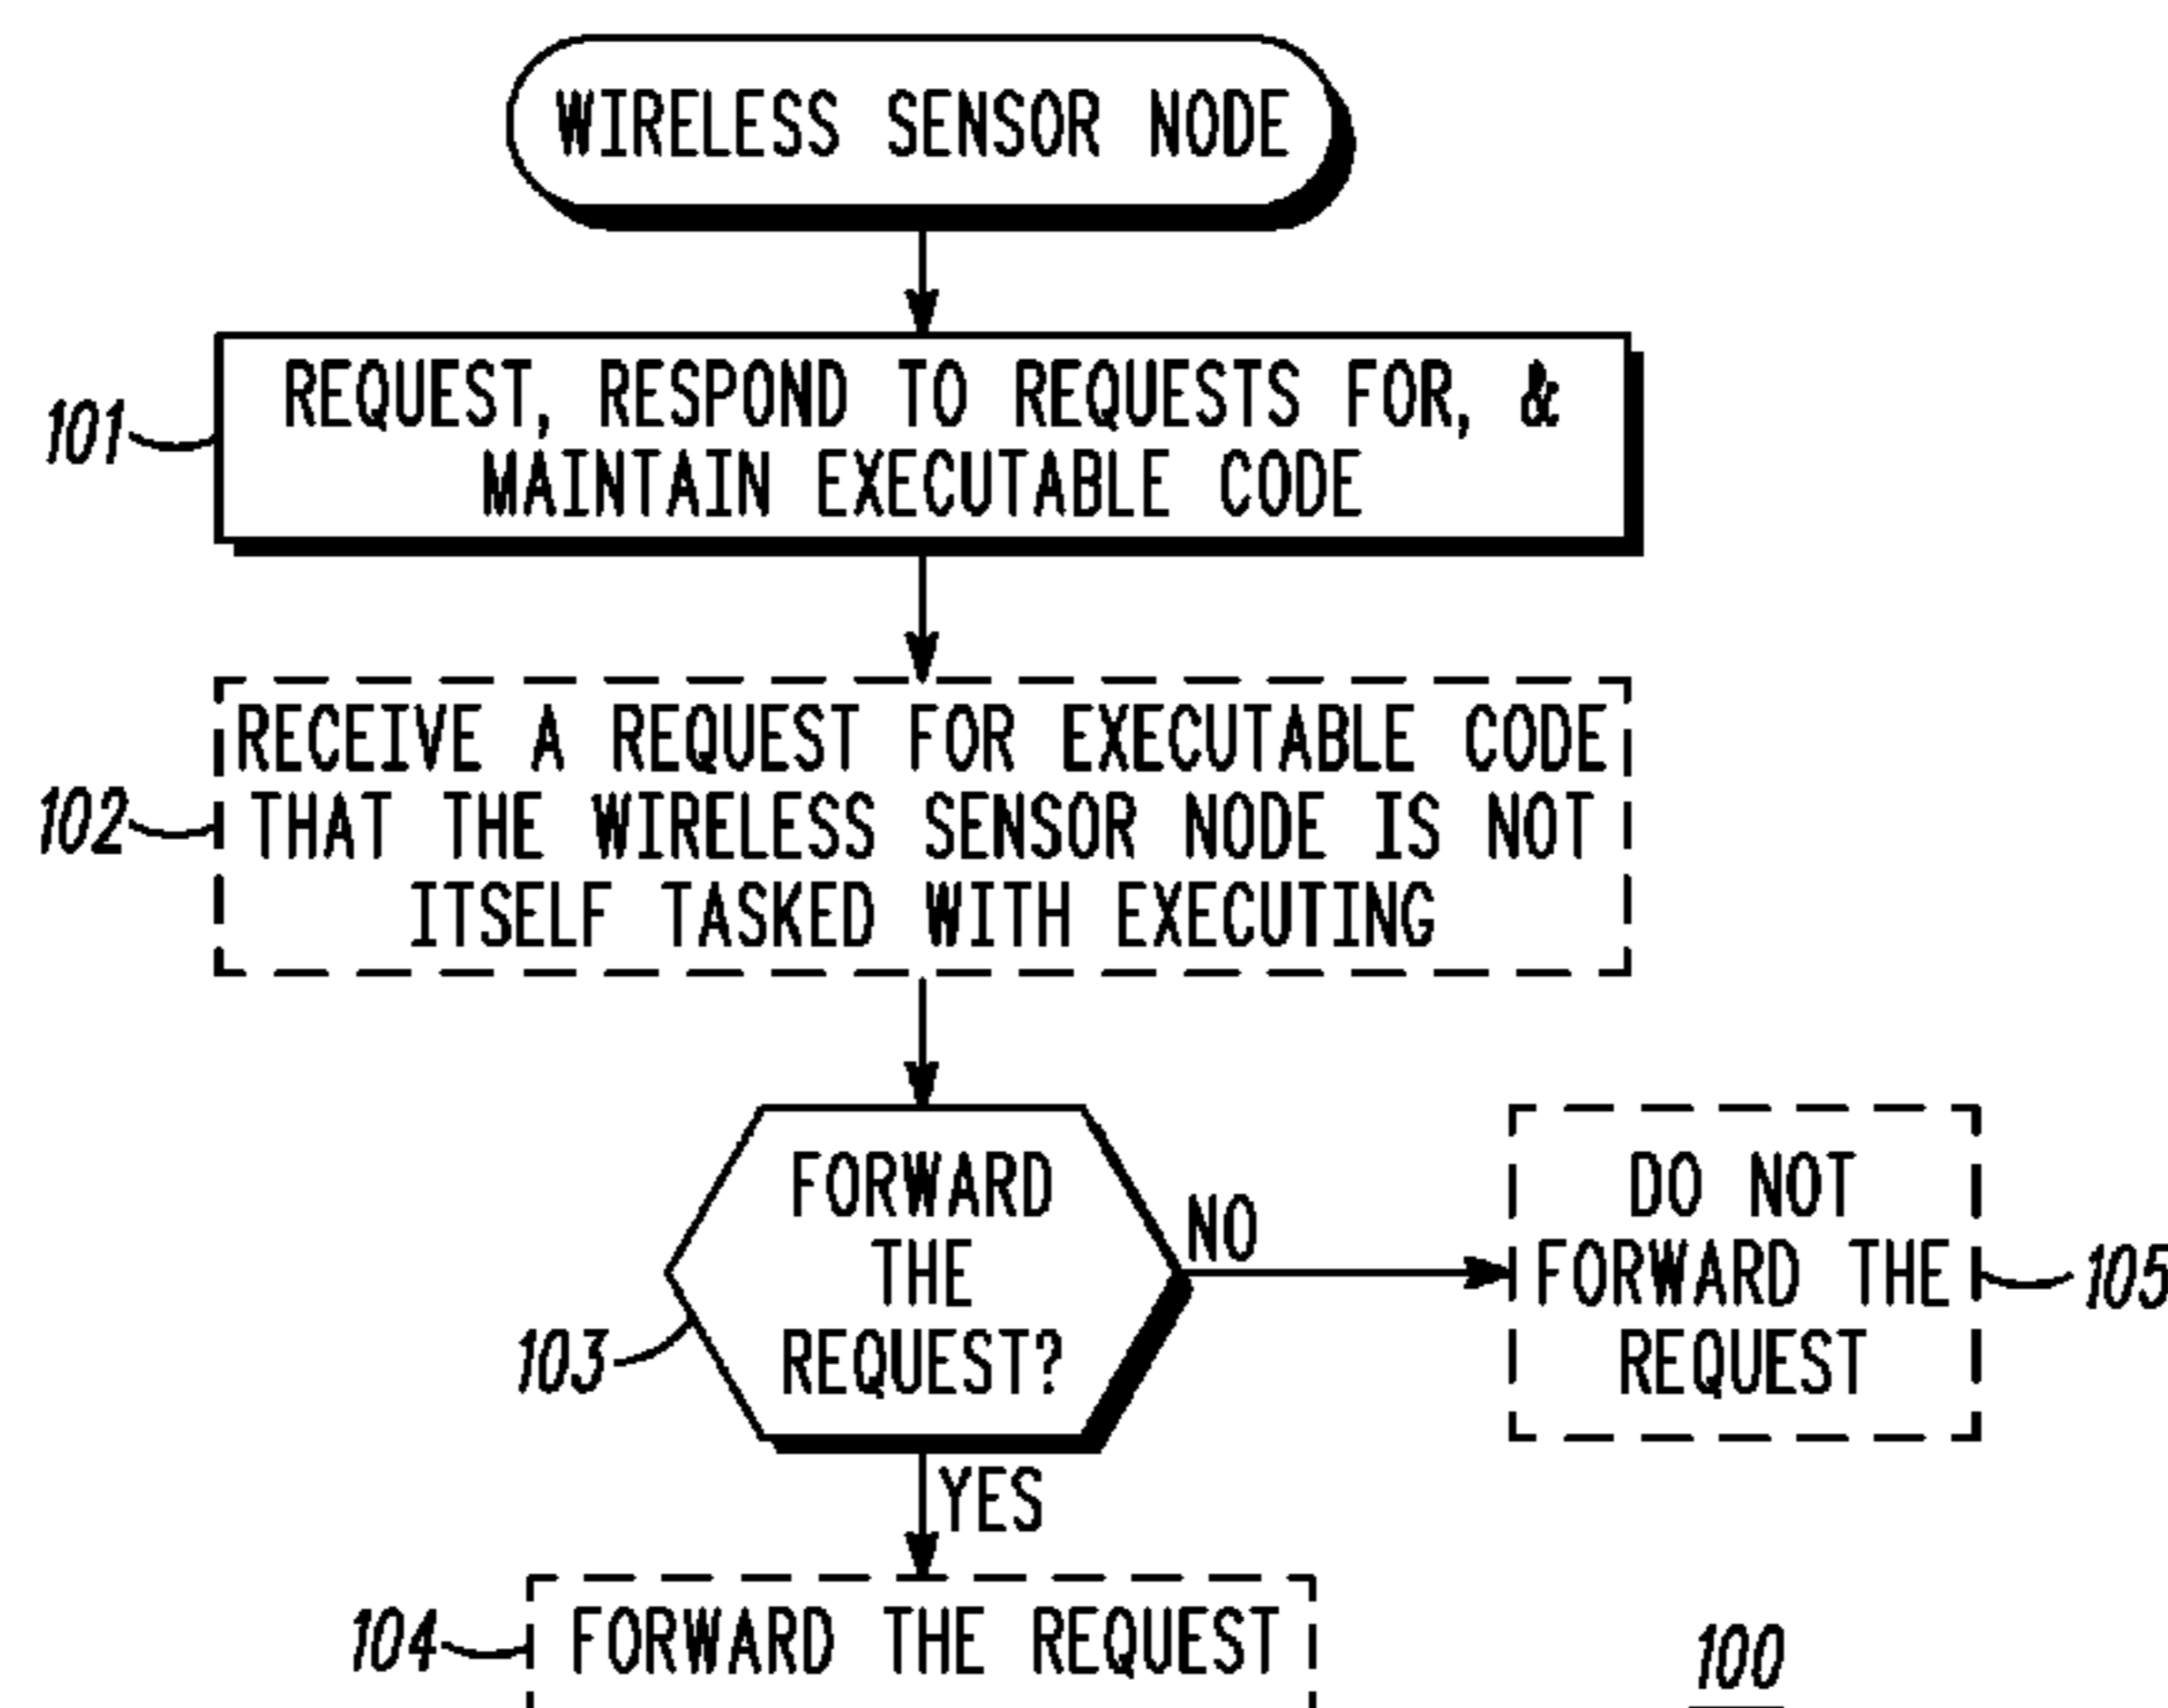 WIRELESS SENSOR NODE
REQUEST, RESPOND TO REQUESTS FOR, &
MAINTAIN EXECUTABLE CODE
101
RECEIVE A REQUEST FOR EXECUTABLE CODE
THAT THE WIRELESS SENSOR NODE IS NOT
ITSELF TASKED WITH EXECUTING
102
FORWARD
THE
REQUEST?
103
NO
DO NOT
FORWARD THE
REQUEST
105
YES
FORWARD THE REQUEST
104
100